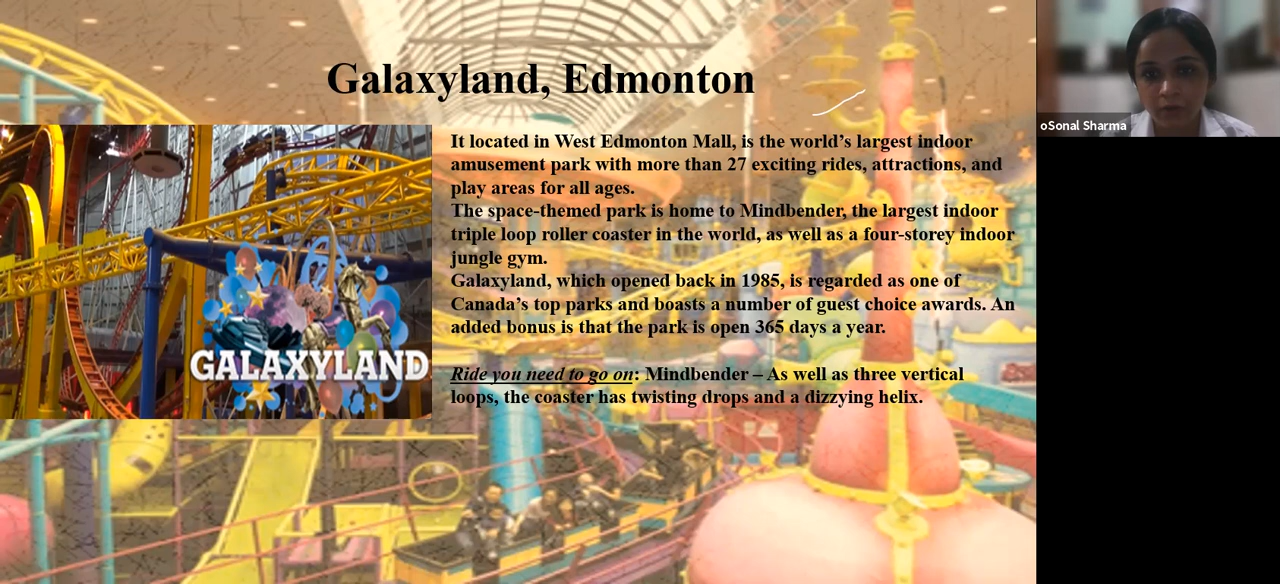 Galaxyland, Edmonton
It located in West Edmonton Mall, is the world’s largest indoor
amusement park with more than 27 exciting rides, attractions, and
play areas for all ages.
The space-themed park is home to Mindbender, the largest indoor
triple loop roller coaster in the world, as well as a four-storey indoor
jungle gym.
Galaxyland, which opened back in 1985, is regarded as one of
Canada’s top parks and boasts a number of guest choice awards. An
added bonus is that the park is open 365 days a year.
Ride you need to go on: Mindbender – As well as three vertical
loops, the coaster has twisting drops and a dizzying helix.
GALAXYLAND
oSonal Sharma